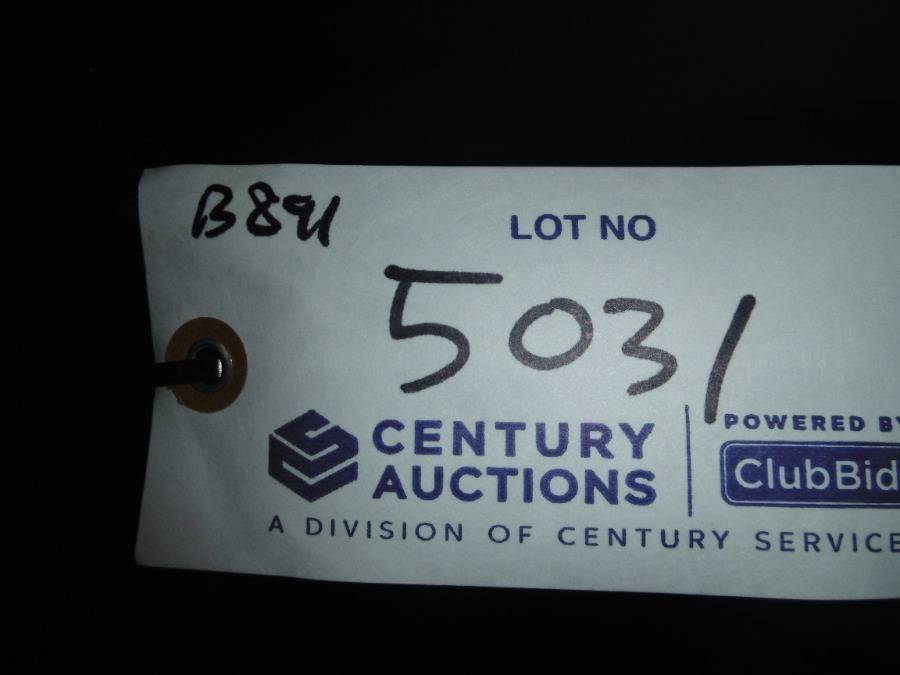 B891
LOT NO
5031
CENTURY
AUCTIONS
POWERED BY
ClubBid
A DIVISION OF CENTURY SERVICE